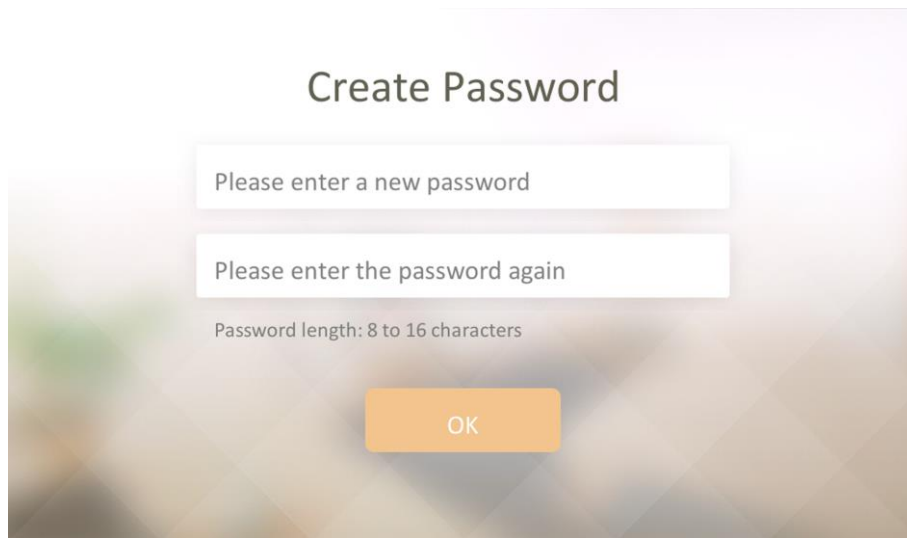 Create Password
Please enter a new password
Please enter the password again
Password length: 8 to 16 characters
OK